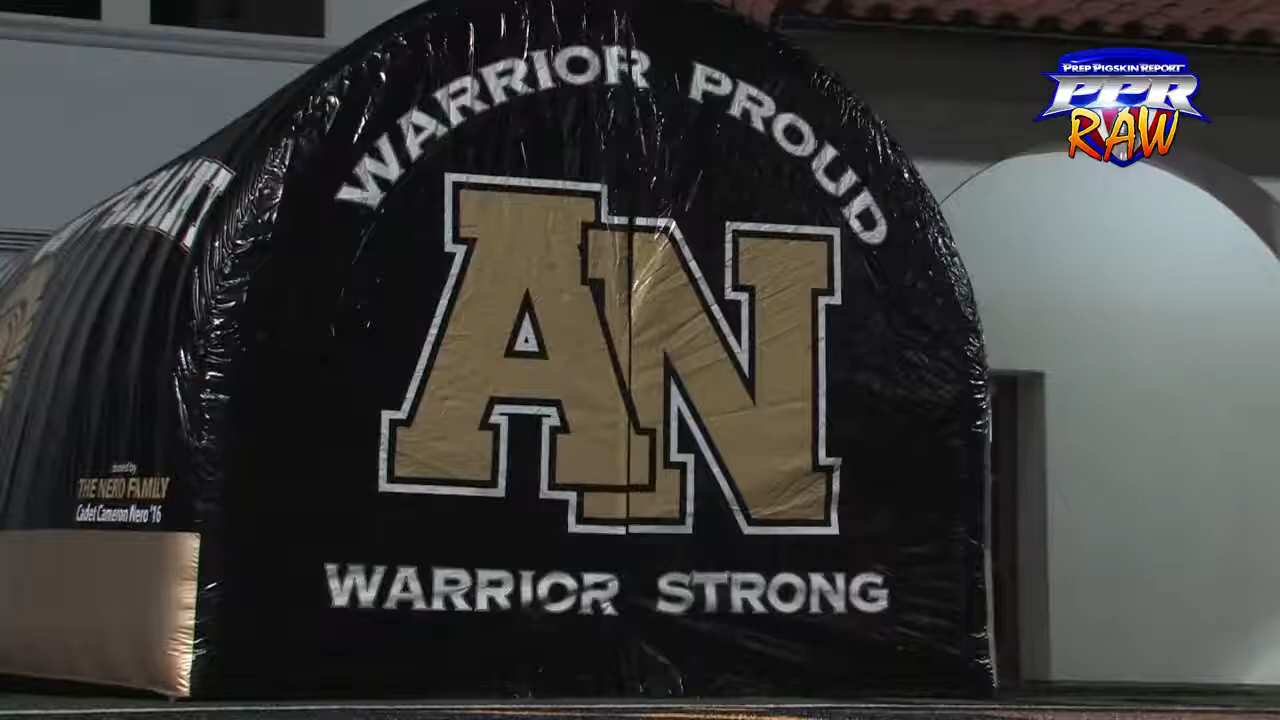 WARRIOR PROUD
AN
WARRIOR STRONG
THE NERO FAMILY
Cadet Cameron Nero '16
PREP PIGSKIN REPORT
PPR
RAW